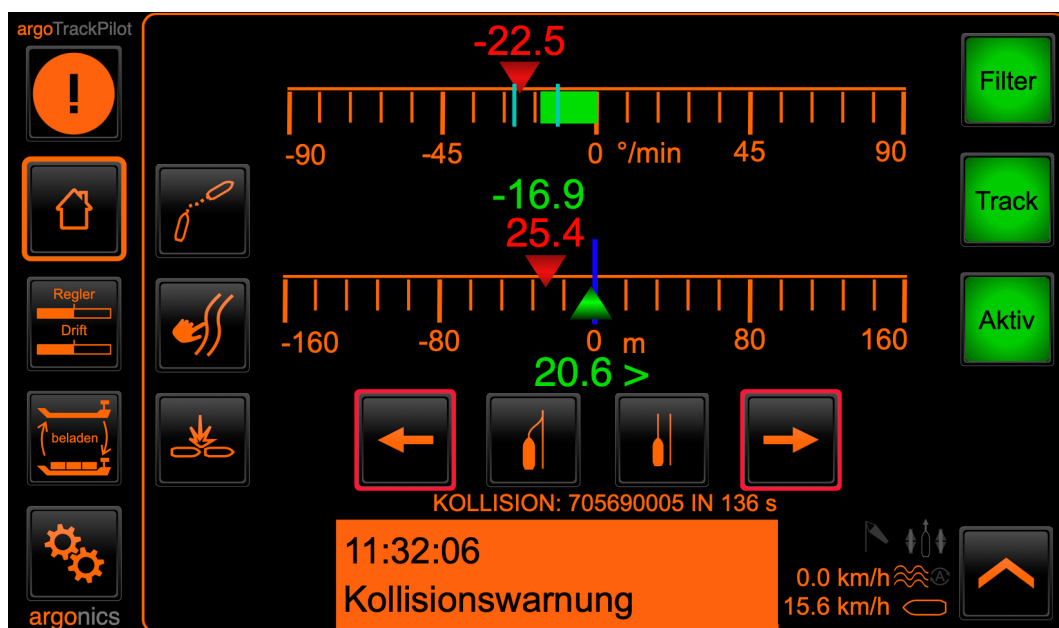 argoTrackPilot
-22.5
-90 -45 0 °/min 45 90
Filter
-16.9
25.4
Track
Regler
Drift
-160 -80 0 m 80 160
Aktiv
20.6 >
beladen
KOLLISION: 705690005 IN 136 s
11:32:06
Kollisionswarnung
0.0 km/h A
15.6 km/h
argonics